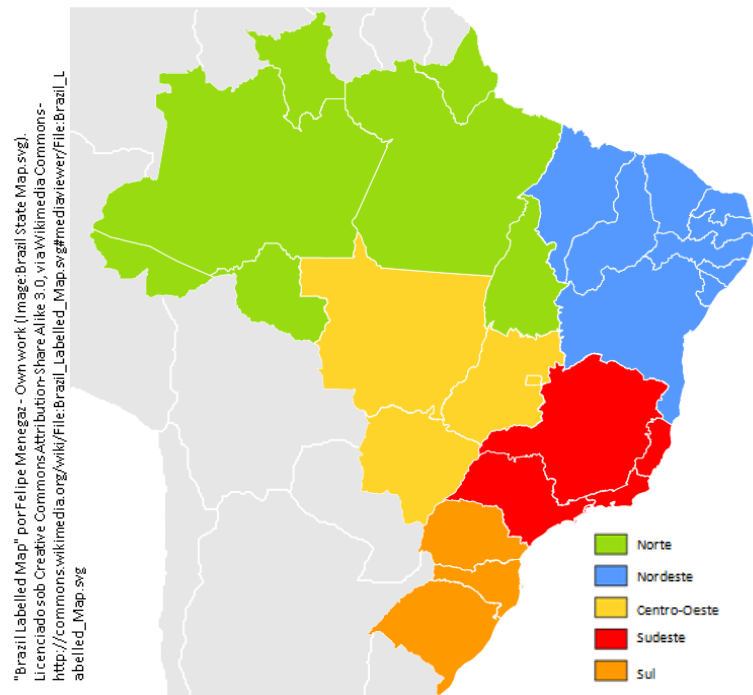 "Brazil Labelled Map" por Felipe Menegaz - Own work (Image:Brazil State Map.svg).
Licenciado sob Creative Commons Attribution-Share Alike 3.0, via Wikimedia Commons -
http://commons.wikimedia.org/wiki/File:Brazil_Labelled_Map.svg#mediaviewer/File:Brazil_L
abelled_Map.svg
Norte
Nordeste
Centro-Oeste
Sudeste
Sul